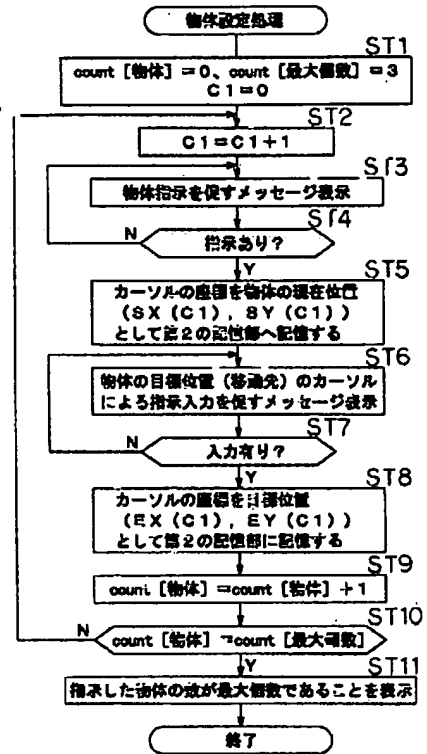 物体設定処理
ST1
count [物体] =0、count [最大個数] =3
C1=0
ST2
C1=C1+1
ST3
物体指示を促すメッセージ表示
ST4
指示あり?
N
Y
ST5
カーソルの座標を物体の現在位置
(SX (C1), SY (C1))
として第2の記憶部へ記憶する
ST6
物体の目標位置(移動先)のカーソル
による指示入力を促すメッセージ表示
ST7
入力有り?
N
Y
ST8
カーソルの座標を目標位置
(EX (C1), EY (C1))
として第2の記憶部に記憶する
ST9
count [物体] =count [物体] +1
ST10
count [物体] =count [最大個数]
N
Y
ST11
指示した物体の数が最大個数であることを表示
終了